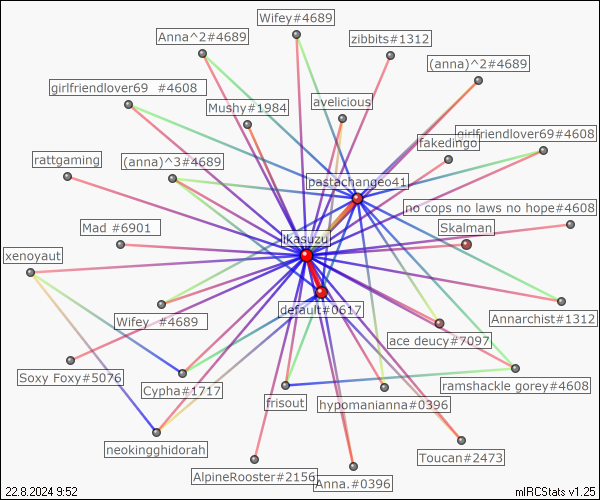 Wifey#4689
Anna^2#4689
zibbits#1312
(anna)^2#4689
girlfriendlover69 #4608
Mushy#1984
avelicious
girlfriendlover69#4608
fakedingo
rattgaming
(anna)^3#4689
pastachangeo41
no cops no laws no hope#4608
Mad #6901
Skalman
ikasuzu
xenoyaut
default#0617
Wifey #4689
Annarchist#1312
ace deucy#7097
Soxy Foxy#5076
Cypha#1717
frisout
hypomanianna#0396
ramshackle gorey#4608
neokingghidorah
Toucan#2473
AlpineRooster#2156
Anna.#0396
22.8.2024 9:52
mIRCStats v1.25